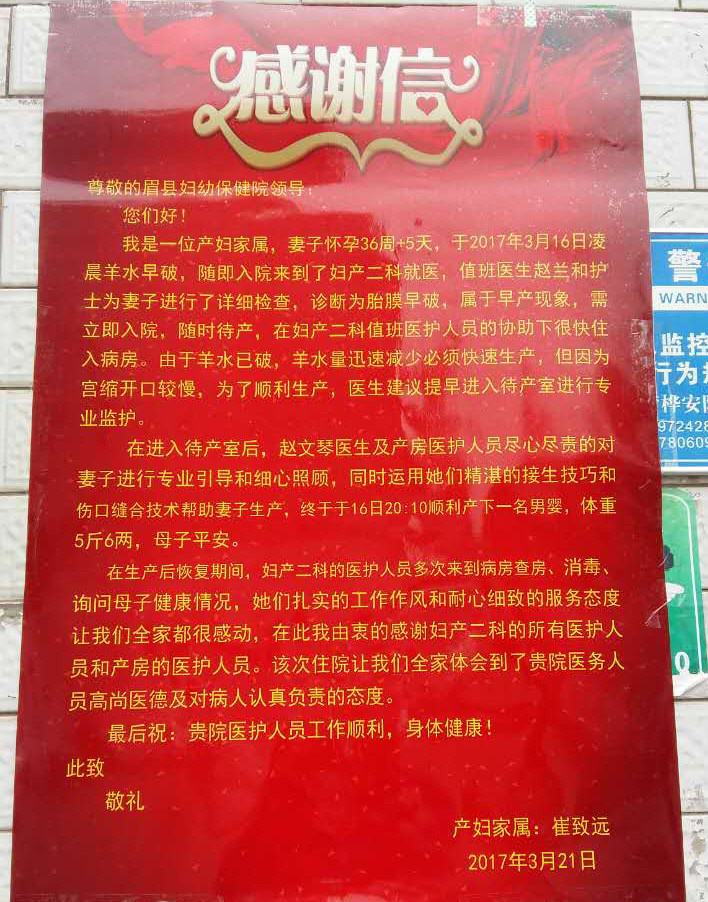 感谢信
尊敬的眉县妇幼保健院领导：
您们好！
我是一位产妇家属，妻子怀孕36周+5天，于2017年3月16日凌
晨羊水早破，随即入院来到了妇产二科就医，值班医生赵兰和护
士为妻子进行了详细检查，诊断为胎膜早破，属于早产现象，需
立即入院，随时待产，在妇产二科值班医护人员的协助下很快住
入病房。由于羊水已破，羊水量迅速减少必须快速生产，但因为
宫缩开口较慢，为了顺利生产，医生建议提早进入待产室进行专
业监护。
在进入待产室后，赵文琴医生及产房医护人员尽心尽责的对
妻子进行专业引导和细心照顾，同时运用她们精湛的接生技巧和
伤口缝合技术帮助妻子生产，终于于16日20:10顺利产下一名男婴，体重
5斤6两，母子平安。
在生产后恢复期间，妇产二科的医护人员多次来到病房查房、消毒、
询问母子健康情况，她们扎实的工作作风和耐心细致的服务态度
让我们全家都很感动，在此我由衷的感谢妇产二科的所有医护人
员和产房的医护人员。该次住院让我们全家体会到了贵院医务人
员高尚医德及对病人认真负责的态度。
最后祝：贵院医护人员工作顺利，身体健康！
此致
敬礼
产妇家属：崔致远
2017年3月21日
警
WARN
监控
行为
桦安防
972428
78060